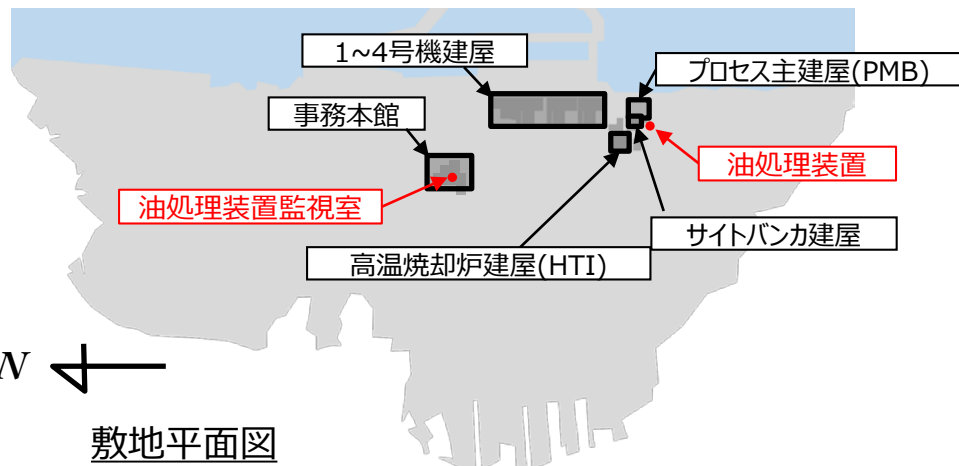 1~4号機建屋
プロセス主建屋(PMB)
事務本館
油処理装置
油処理装置監視室
サイトバンカ建屋
高温焼却炉建屋(HTI)
N
敷地平面図